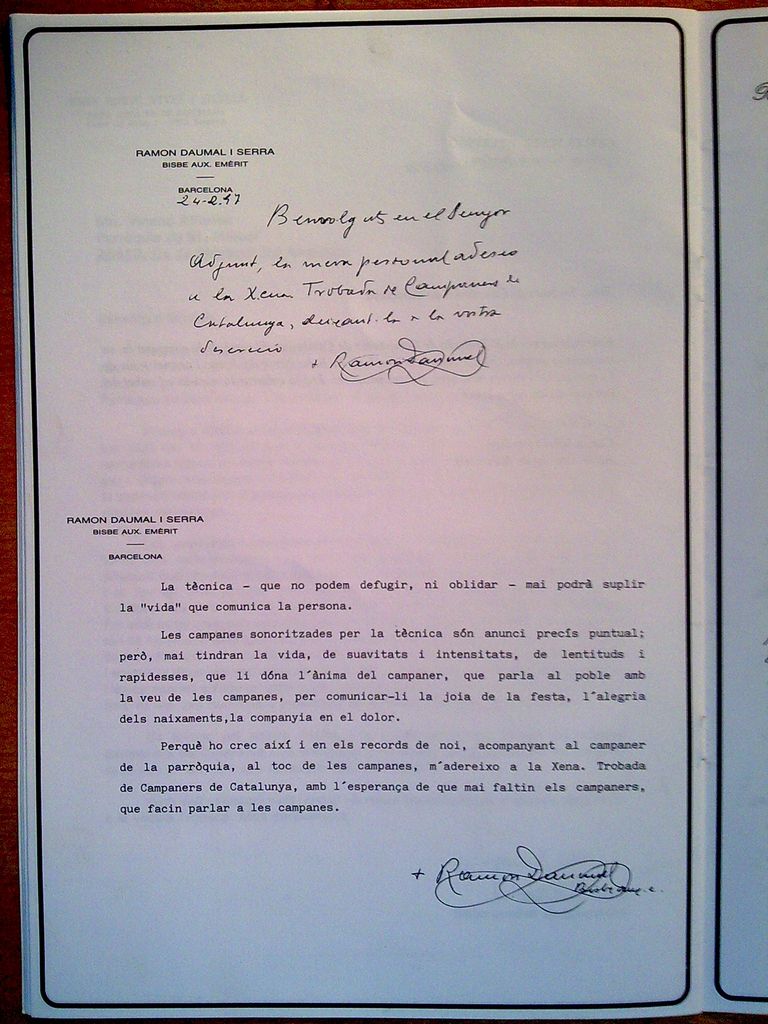 RAMON DAUMAL I SERRA
BISBE AUX. EMÈRIT
BARCELONA
24-2-97
Benvolguts en el Senyor
Adjunt, la meva personal adhesió
a la Xena Trobada de Campaners de
Catalunya, deixant-la a la vostra
discreció
+ Ramon Daumal
RAMON DAUMAL I SERRA
BISBE AUX. EMÈRIT
BARCELONA
La tècnica - que no podem defugir, ni oblidar - mai podrà suplir
la "vida" que comunica la persona.
Les campanes sonoritzades per la tècnica són anunci precís puntual;
però, mai tindran la vida, de suavitats i intensitats, de lentituds i
rapidesses, que li dóna l´ànima del campaner, que parla al poble amb
la veu de les campanes, per comunicar-li la joia de la festa, l´alegria
dels naixaments,la companyia en el dolor.
Perquè ho crec així i en els records de noi, acompanyant al campaner
de la parròquia, al toc de les campanes, m´adereixo a la Xena. Trobada
de Campaners de Catalunya, amb l´esperança de que mai faltin els campaners,
que facin parlar a les campanes.
+ Ramon Daumal
Bisbe aux. e.